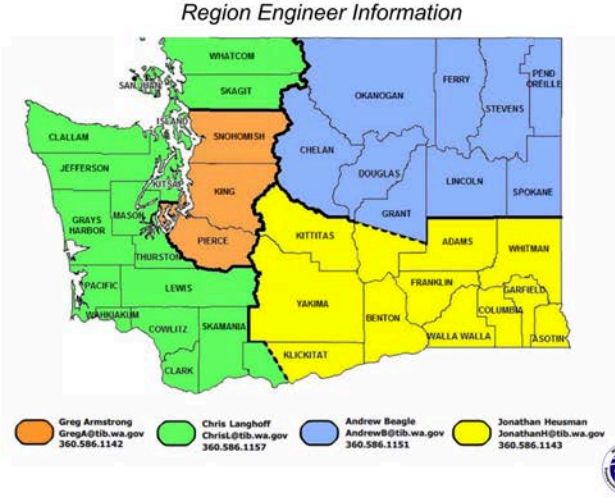 Region Engineer Information
WHATCOM
SAN JUAN
SKAGIT
ISLAND
CLALLAM
SNOHOMISH
JEFFERSON
KITSAP
KING
MASON
GRAYS
HARBOR
PIERCE
THURSTON
PACIFIC
LEWIS
WAHKIAKUM
COWLITZ
SKAMANIA
CLARK
OKANOGAN
FERRY
STEVENS
PEND
OREILLE
CHELAN
DOUGLAS
LINCOLN
SPOKANE
GRANT
KITTITAS
ADAMS
WHITMAN
YAKIMA
FRANKLIN
GARFIELD
BENTON
COLUMBIA
WALLA WALLA
ASOTIN
KLICKITAT
Greg Armstrong
GregA@tib.wa.gov
360.586.1142
Chris Langhoff
ChrisL@tib.wa.gov
360.586.1157
Andrew Beagle
AndrewB@tib.wa.gov
360.586.1151
Jonathan Heusman
JonathanH@tib.wa.gov
360.586.1143